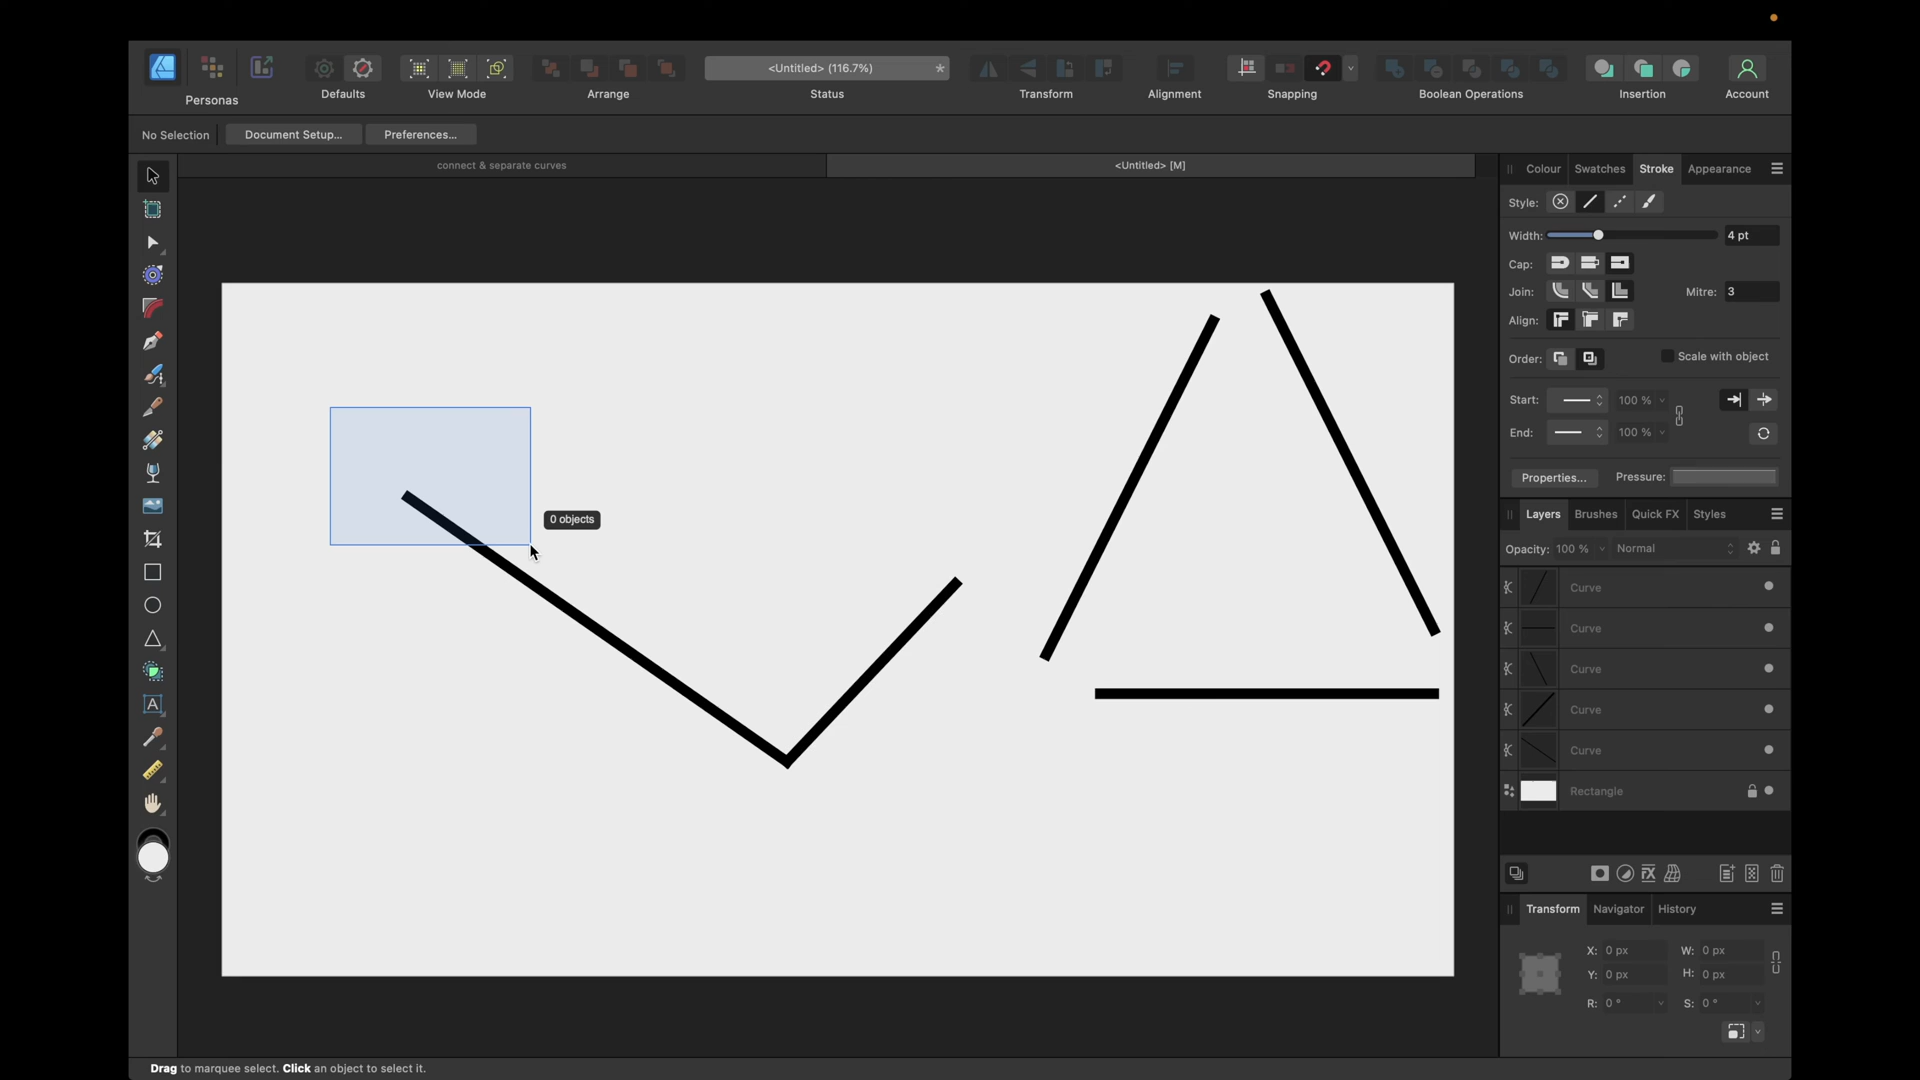 <Untitled> (116.7%) *
Personas Defaults View Mode Arrange Status Transform Alignment Snapping Boolean Operations Insertion Account
No Selection Document Setup... Preferences...
connect & separate curves <Untitled> [M]
Colour Swatches Stroke Appearance
Style:
Width: 4 pt
Cap:
Join: Mitre: 3
Align:
Order: Scale with object
Start: 100 %
End: 100 %
Properties... Pressure:
Layers Brushes Quick FX Styles
Opacity: 100 % Normal
Curve
Curve
Curve
Curve
Curve
Rectangle
0 objects
A
Transform Navigator History
X: 0 px W: 0 px
Y: 0 px H: 0 px
R: 0 ° S: 0 °
Drag to marquee select. Click an object to select it.